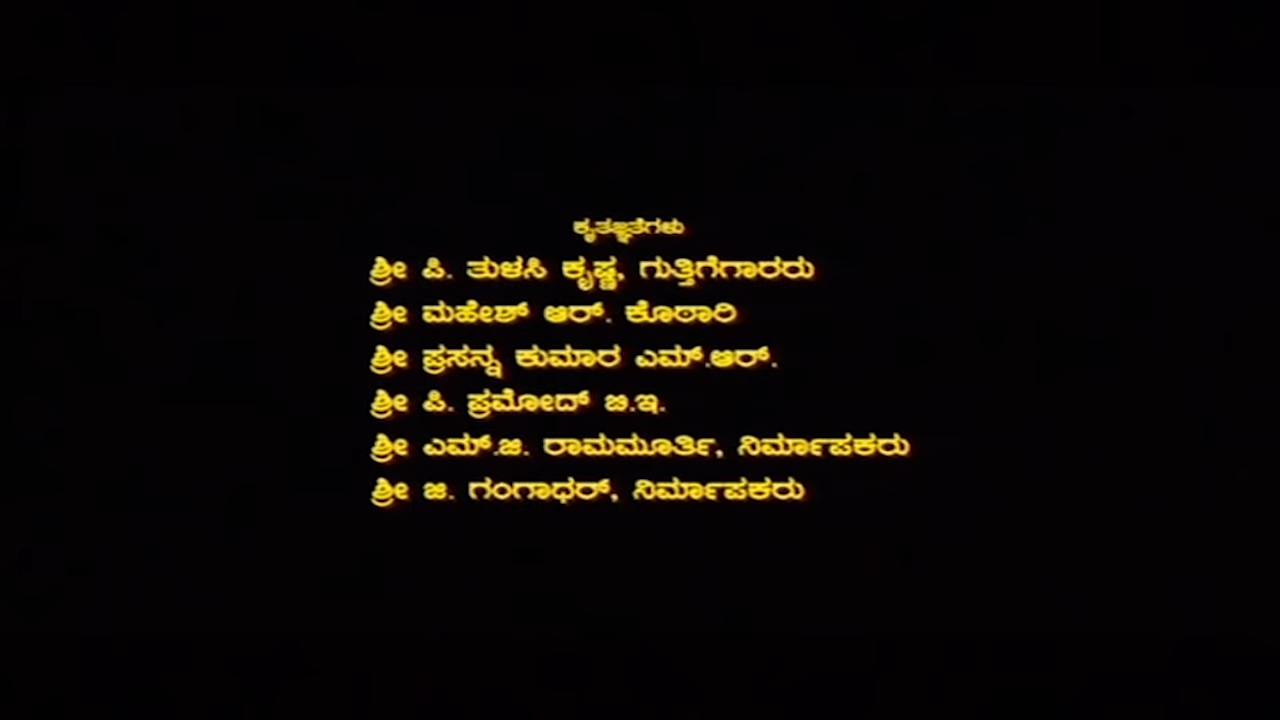 ಕೃತಜ್ಞತೆಗಳು
ಶ್ರೀ ಪಿ. ತುಳಸಿ ಕೃಷ್ಣ, ಗುತ್ತಿಗೆಗಾರರು
ಶ್ರೀ ಮಹೇಶ್ ಆರ್. ಕೊಠಾರಿ
ಶ್ರೀ ಪ್ರಸನ್ನ ಕುಮಾರ ಎಮ್.ಆರ್.
ಶ್ರೀ ಪಿ. ಪ್ರಮೋದ್ ಬಿ.ಇ.
ಶ್ರೀ ಎಮ್.ಜಿ. ರಾಮಮೂರ್ತಿ, ನಿರ್ಮಾಪಕರು
ಶ್ರೀ ಜಿ. ಗಂಗಾಧರ್, ನಿರ್ಮಾಪಕರು